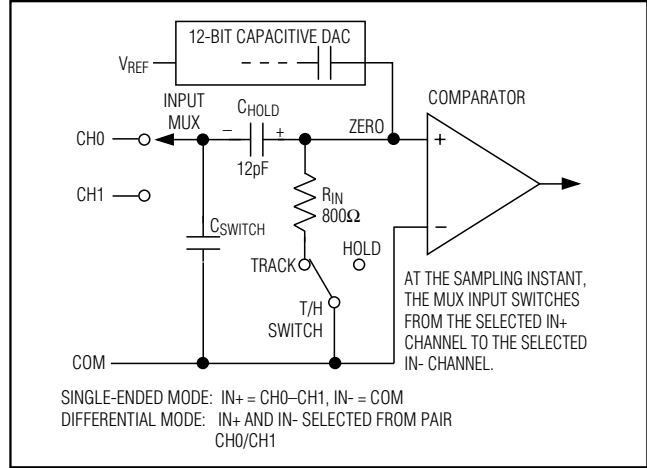 12-BIT CAPACITIVE DAC
VREF
INPUT
MUX
CHOLD
ZERO
COMPARATOR
CH0
− +
+
12pF
CH1
RIN
800Ω
CSWITCH
−
HOLD
TRACK
T/H
SWITCH
AT THE SAMPLING INSTANT,
THE MUX INPUT SWITCHES
FROM THE SELECTED IN+
CHANNEL TO THE SELECTED
IN- CHANNEL.
COM
SINGLE-ENDED MODE: IN+ = CH0–CH1, IN- = COM
DIFFERENTIAL MODE: IN+ AND IN- SELECTED FROM PAIR
CH0/CH1